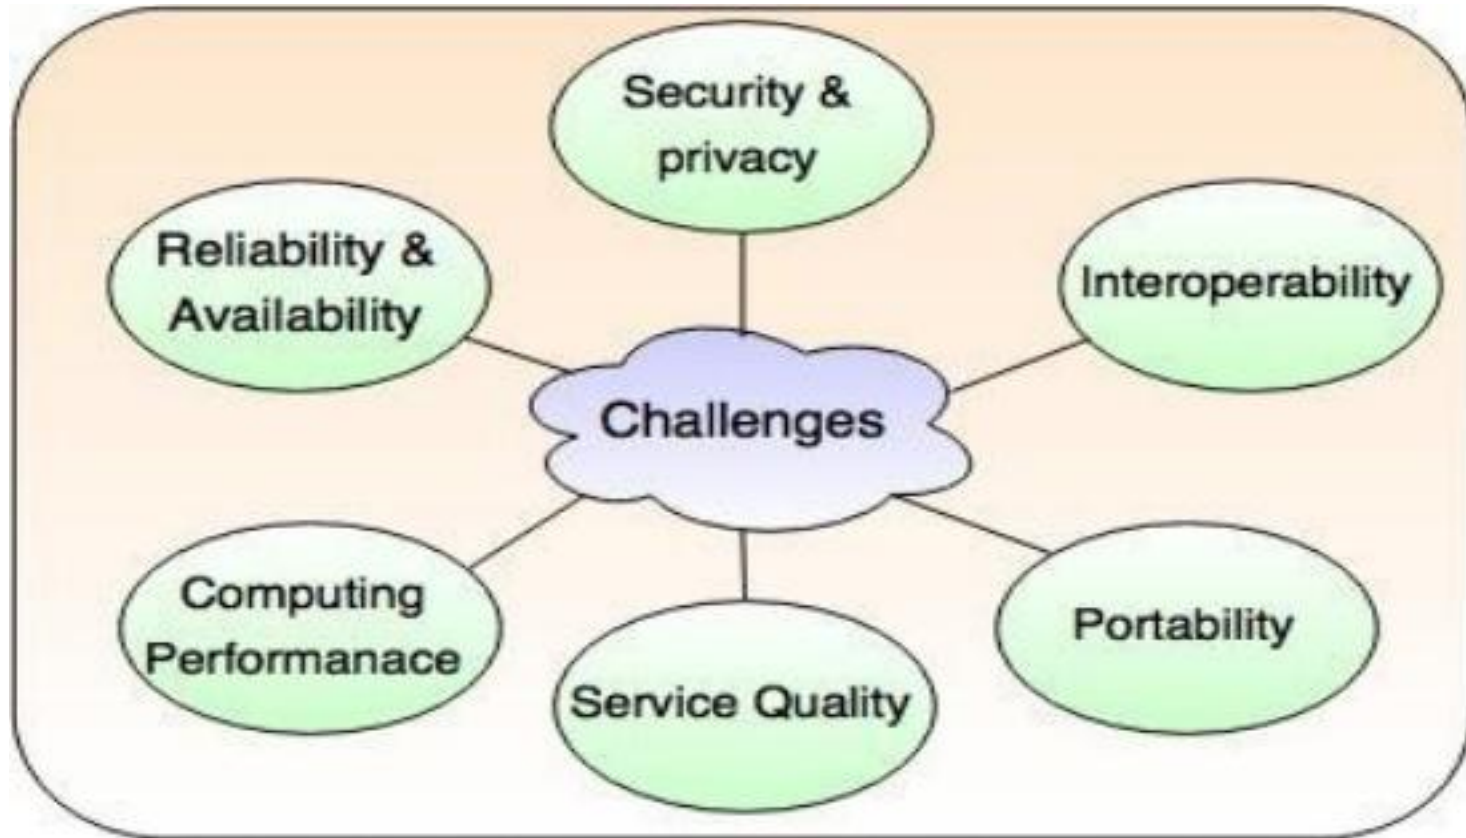 Security &
privacy
Reliability &
Availability
Interoperability
Challenges
Computing
Performanace
Service Quality
Portability